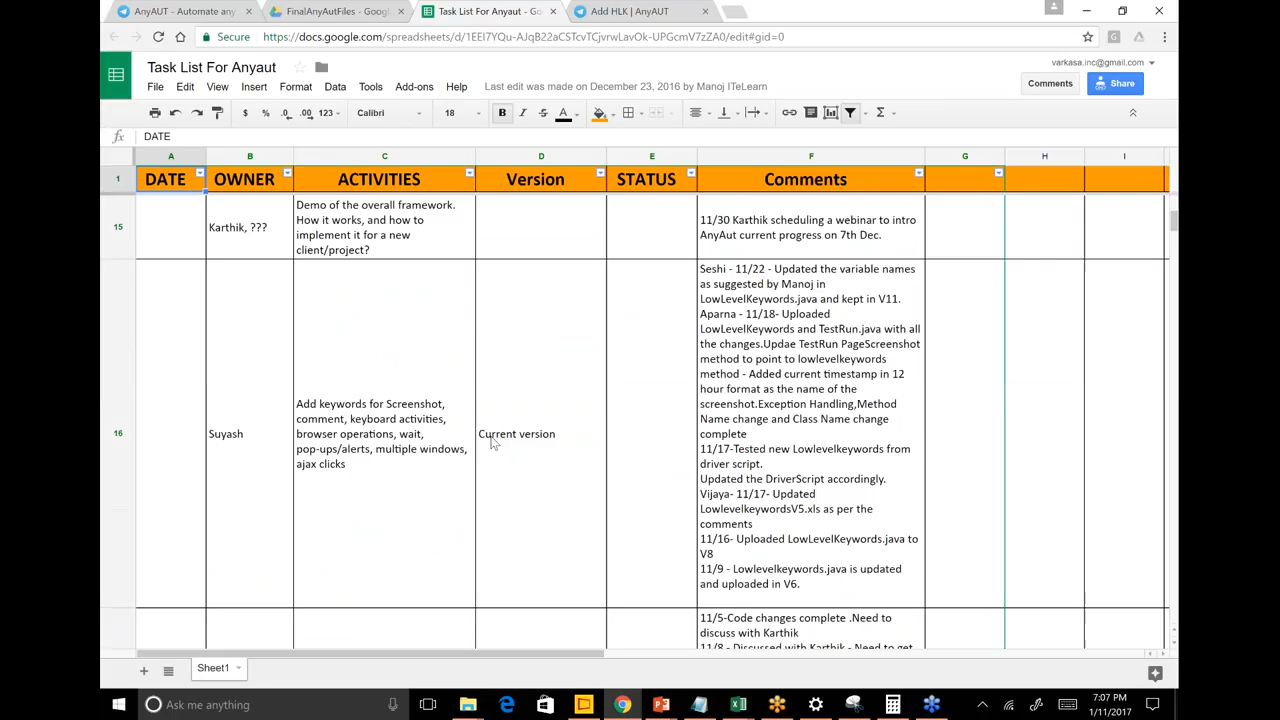 AnyAUT - Automate any
FinalAnyAutFiles - Google
Task List For Anyaut - Go
Add HLK | AnyAUT
Secure
https://docs.google.com/spreadsheets/d/
/edit#gid=0
Task List For Anyaut
varkasa.inc@gmail.com
File Edit View Insert Format Data Tools Add-ons Help Last edit was made on December 23, 2016 by Manoj ITeLearn
Comments Share
$ % .0 .00 123 Calibri 18 B I S A Σ
fx DATE
A B C D E F G H I
1 DATE OWNER ACTIVITIES Version STATUS Comments
15
Karthik, ???
Demo of the overall framework.
How it works, and how to
implement it for a new
client/project?
11/30 Karthik scheduling a webinar to intro
AnyAut current progress on 7th Dec.
16
Suyash
Add keywords for Screenshot,
comment, keyboard activities,
browser operations, wait,
pop-ups/alerts, multiple windows,
ajax clicks
Current version
Seshi - 11/22 - Updated the variable names
as suggested by Manoj in
LowLevelKeywords.java and kept in V11.
Aparna - 11/18- Uploaded
LowLevelKeywords and TestRun.java with all
the changes.Updae TestRun PageScreenshot
method to point to lowlevelkeywords
method - Added current timestamp in 12
hour format as the name of the
screenshot.Exception Handling,Method
Name change and Class Name change
complete
11/17-Tested new Lowlevelkeywords from
driver script.
Updated the DriverScript accordingly.
Vijaya- 11/17- Updated
LowlevelkeywordsV5.xls as per the
comments
11/16- Uploaded LowLevelKeywords.java to
V8
11/9 - Lowlevelkeywords.java is updated
and uploaded in V6.
11/5-Code changes complete .Need to
discuss with Karthik
11/8 - Discussed with Karthik - Need to get
Sheet1
Ask me anything
7:07 PM
1/11/2017